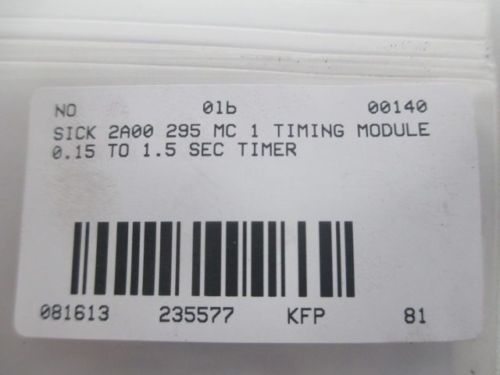 NO 01b 00140
SICK 2A00 295 MC 1 TIMING MODULE
0.15 TO 1.5 SEC TIMER
081613 235577 KFP 81